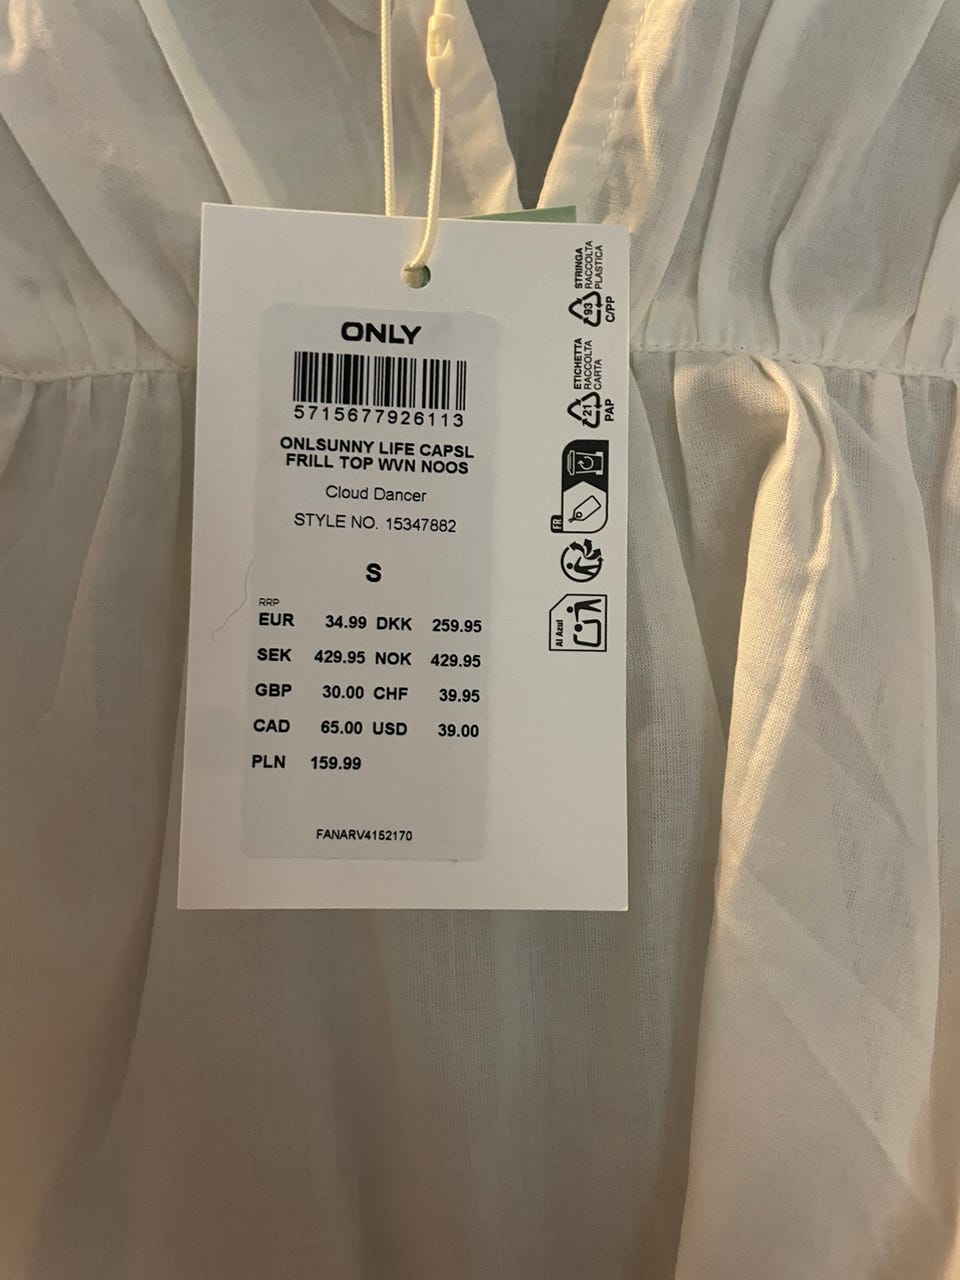 ONLY
5715677926113
ONLSUNNY LIFE CAPSL
FRILL TOP WVN NOOS
Cloud Dancer
STYLE NO. 15347882
S
RRP
EUR 34.99 DKK 259.95
SEK 429.95 NOK 429.95
GBP 30.00 CHF 39.95
CAD 65.00 USD 39.00
PLN 159.99
FANARV4152170
STRINGA
RACCOLTA
PLASTICA
93
C/PP
ETICHETTA
RACCOLTA
CARTA
21
PAP
FR
Al Azul